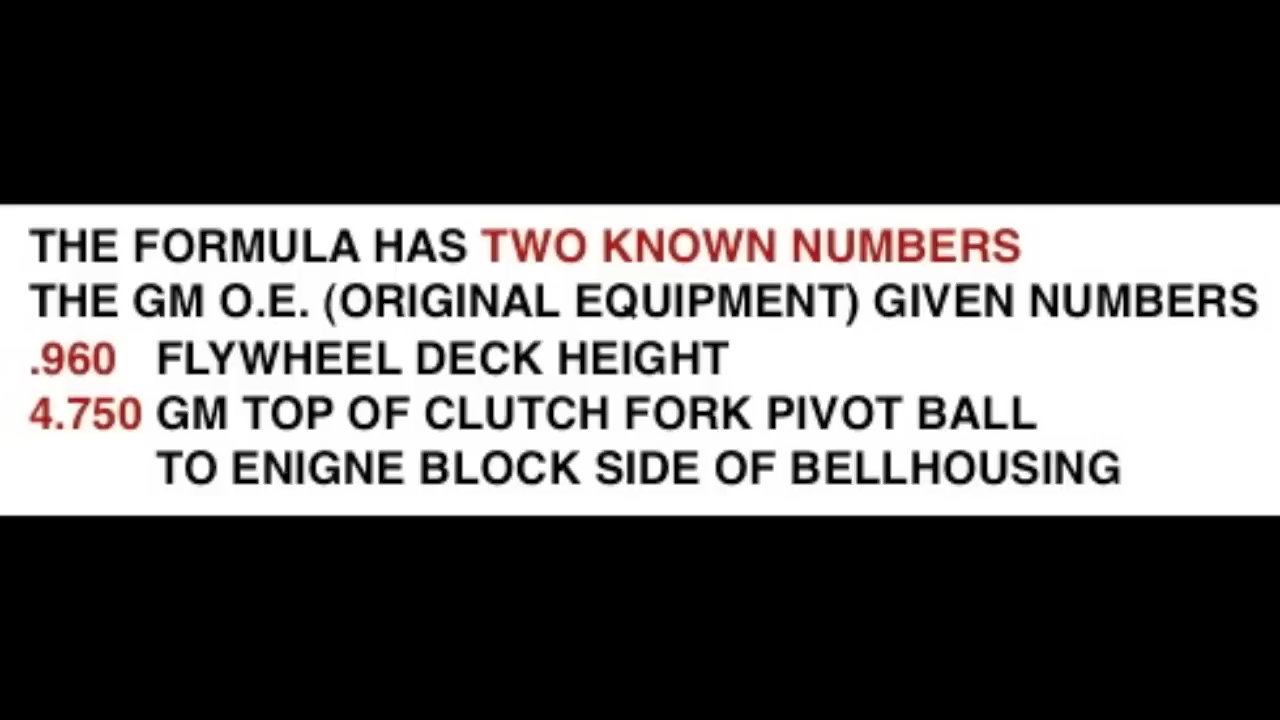 THE FORMULA HAS TWO KNOWN NUMBERS
THE GM O.E. (ORIGINAL EQUIPMENT) GIVEN NUMBERS
.960 FLYWHEEL DECK HEIGHT
4.750 GM TOP OF CLUTCH FORK PIVOT BALL
TO ENIGNE BLOCK SIDE OF BELLHOUSING